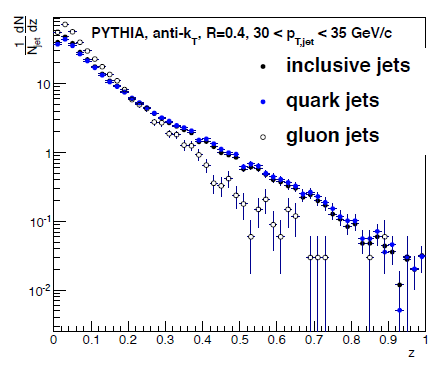 1/N_jet dN/dz
PYTHIA, anti-k_T, R=0.4, 30 < p_T,jet < 35 GeV/c
inclusive jets
quark jets
gluon jets
10
1
10^-1
10^-2
0 0.1 0.2 0.3 0.4 0.5 0.6 0.7 0.8 0.9 1
z